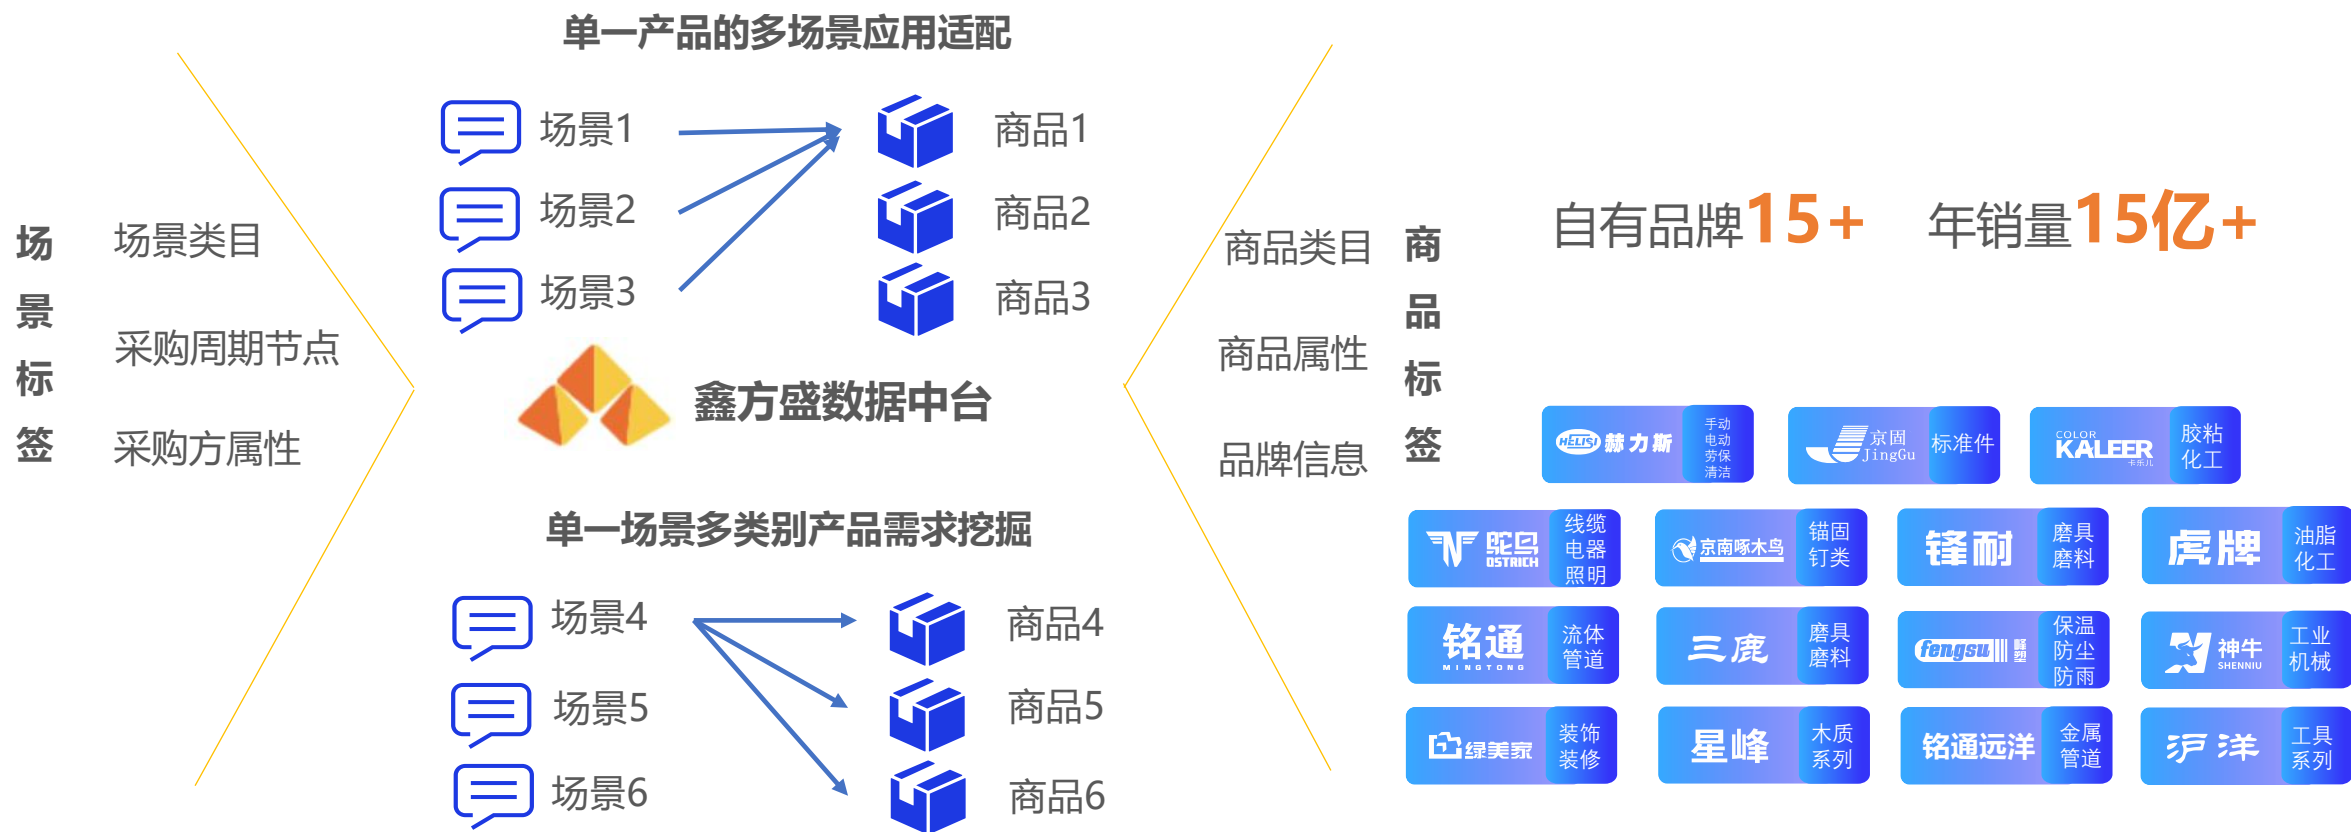 单一产品的多场景应用适配
场景标签
场景类目
采购周期节点
采购方属性
场景1
场景2
场景3
商品1
商品2
商品3
鑫方盛数据中台
单一场景多类别产品需求挖掘
场景4
场景5
场景6
商品4
商品5
商品6
商品类目
商品属性
品牌信息
商品标签
自有品牌15+ 年销量15亿+
HELISI 赫力斯
手动
电动
劳保
清洁
京固
JingGu
标准件
COLOR
KALEER
卡乐儿
胶粘
化工
鸵鸟
OSTRICH
线缆
电器
照明
京南啄木鸟
锚固
钉类
锋耐
磨具
磨料
虎牌
油脂
化工
铭通
MINGTONG
流体
管道
三鹿
磨具
磨料
fengsu 峰塑
保温
防尘
防雨
神牛
SHENNIU
工业
机械
绿美家
装饰
装修
星峰
木质
系列
铭通远洋
金属
管道
沪洋
工具
系列